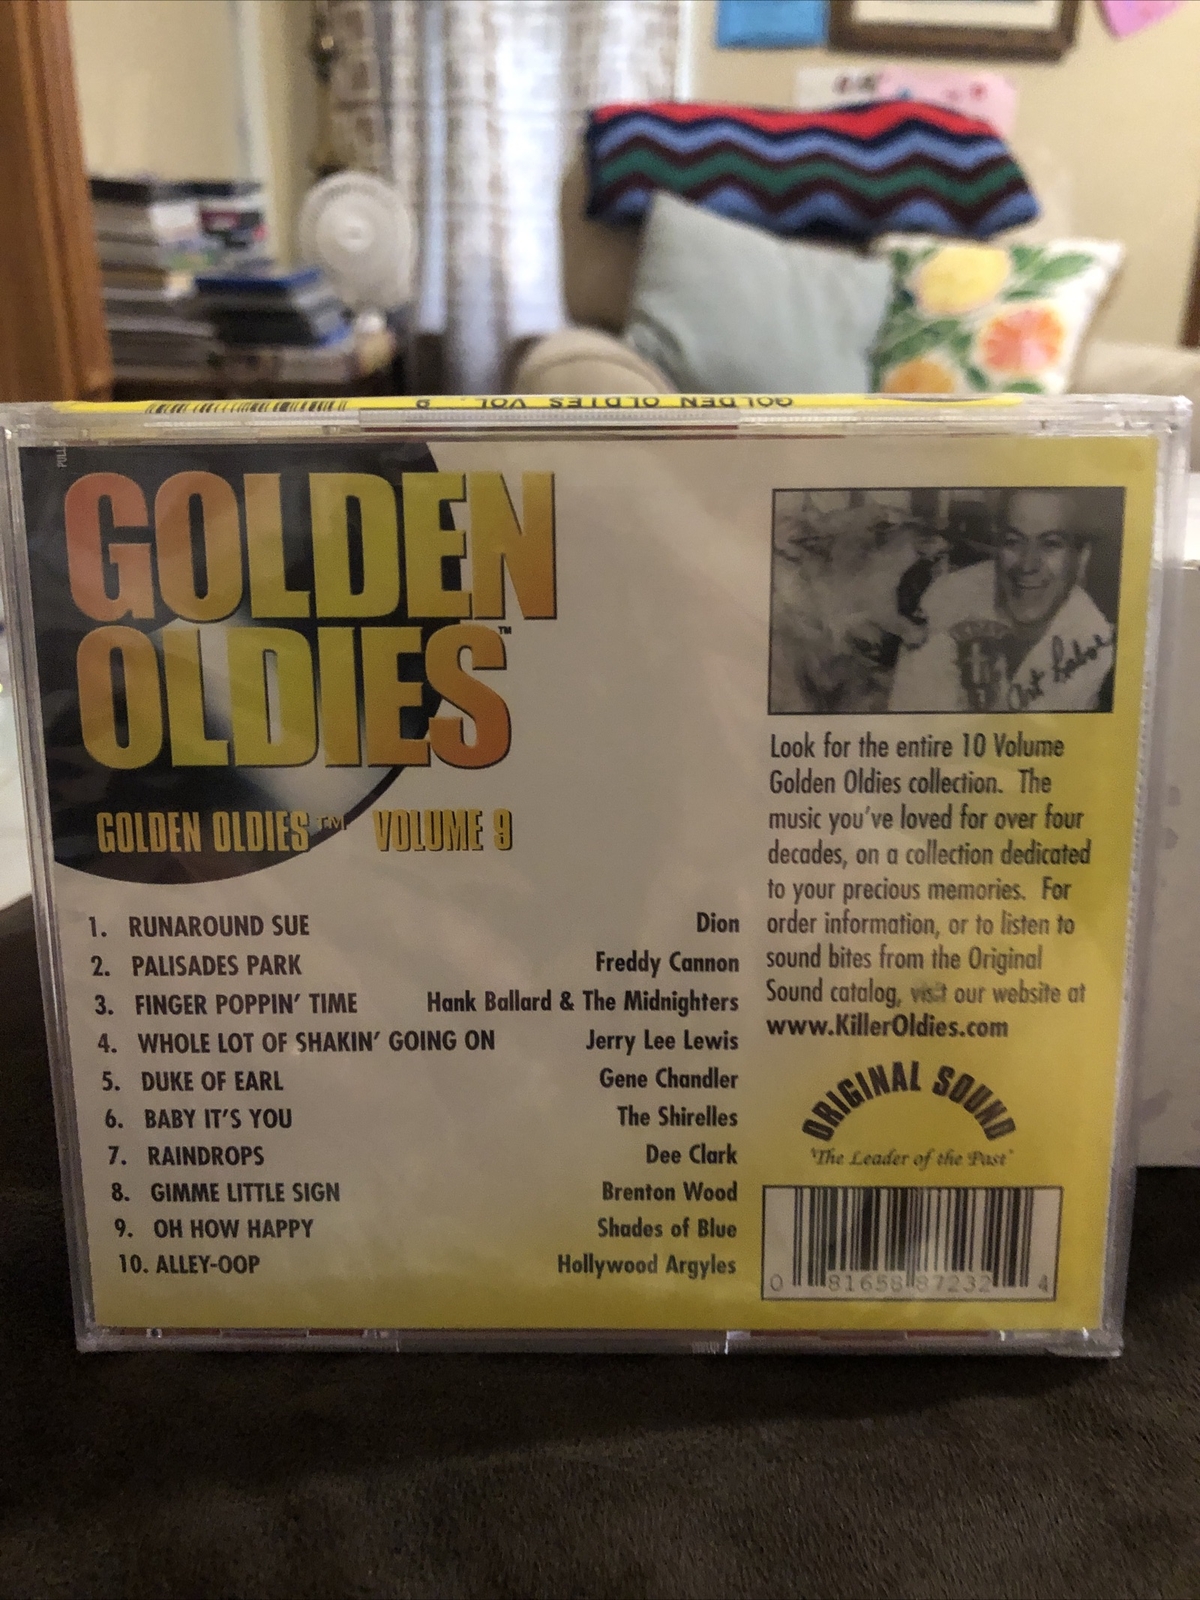 GOLDEN OLDIES VOL. 9
PULL
GOLDEN
OLDIES™
GOLDEN OLDIES™ VOLUME 9
1. RUNAROUND SUE Dion
2. PALISADES PARK Freddy Cannon
3. FINGER POPPIN' TIME Hank Ballard & The Midnighters
4. WHOLE LOT OF SHAKIN' GOING ON Jerry Lee Lewis
5. DUKE OF EARL Gene Chandler
6. BABY IT'S YOU The Shirelles
7. RAINDROPS Dee Clark
8. GIMME LITTLE SIGN Brenton Wood
9. OH HOW HAPPY Shades of Blue
10. ALLEY-OOP Hollywood Argyles
Art Laboe
Look for the entire 10 Volume
Golden Oldies collection. The
music you've loved for over four
decades, on a collection dedicated
to your precious memories. For
order information, or to listen to
sound bites from the Original
Sound catalog, visit our website at
www.KillerOldies.com
ORIGINAL SOUND
"The Leader of the Past"
0 81658 87232 4